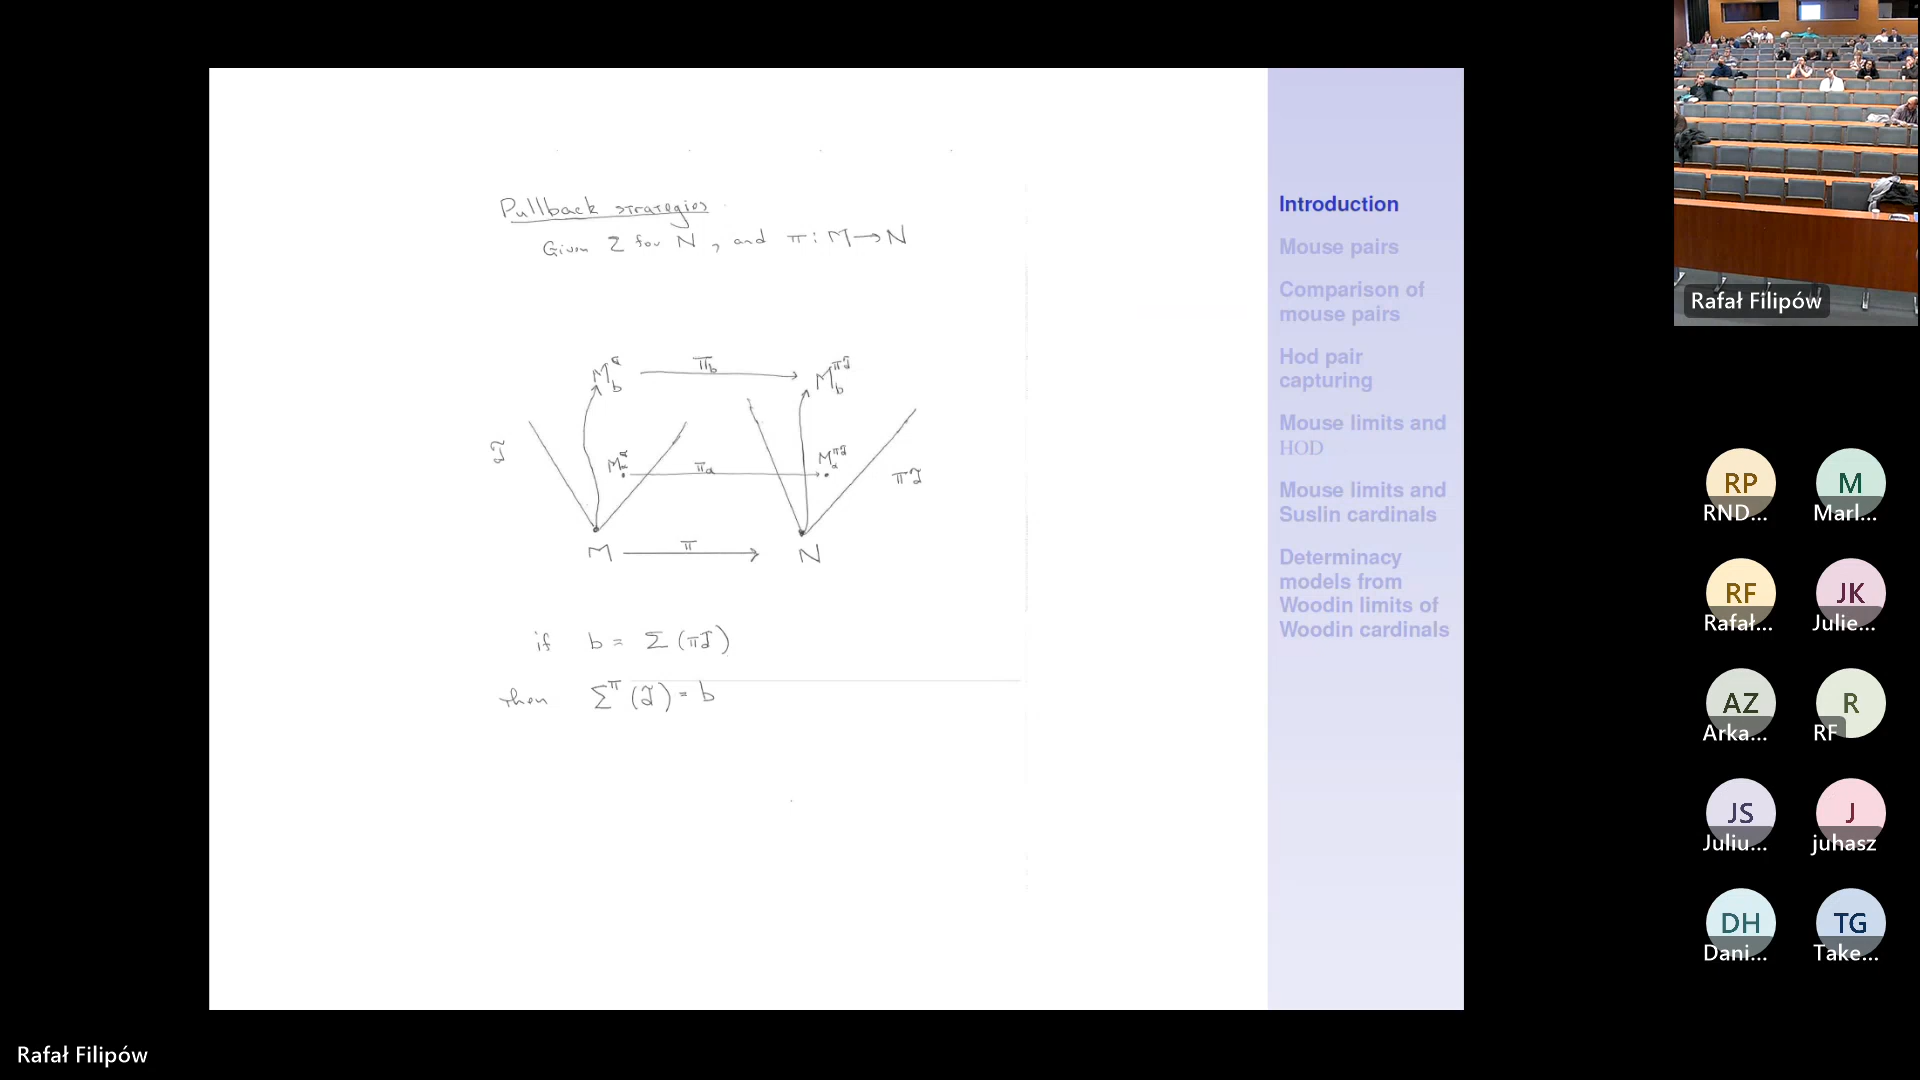 Pullback strategies
Given Σ for N, and π : M → N
M_b^𝒯
π_b
M_b^{π𝒯}
𝒯
M_α^𝒯
π_α
M_α^{π𝒯}
π𝒯
M
π
N
if b = Σ (π𝒯)
then Σ^π (𝒯) = b
Introduction
Mouse pairs
Comparison of
mouse pairs
Hod pair
capturing
Mouse limits and
HOD
Mouse limits and
Suslin cardinals
Determinacy
models from
Woodin limits of
Woodin cardinals
Rafał Filipów
RP
RND...
M
Marl...
RF
Rafał...
JK
Julie...
AZ
Arka...
R
RF
JS
Juliu...
J
juhasz
DH
Dani...
TG
Take...
Rafał Filipów